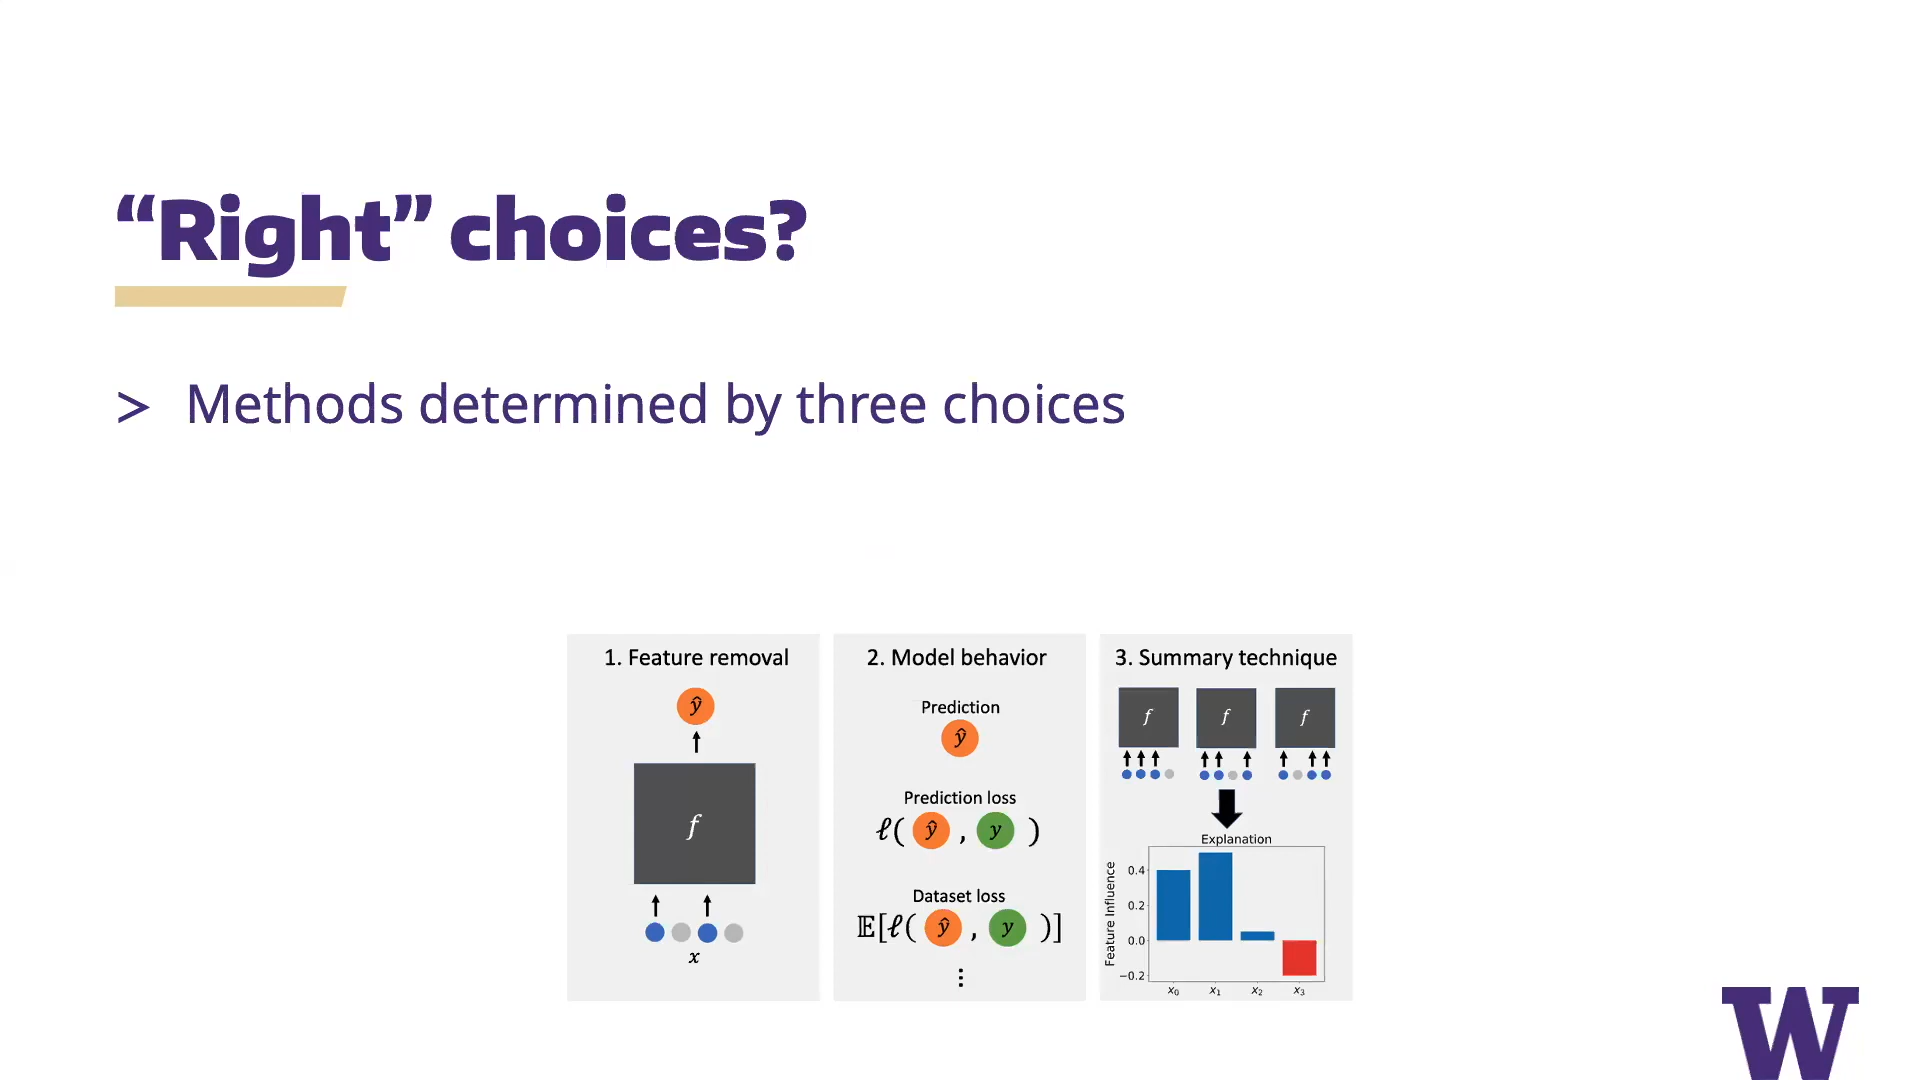 “Right” choices?
> Methods determined by three choices
1. Feature removal
ŷ
f
x
2. Model behavior
Prediction
ŷ
Prediction loss
ℓ( ŷ , y )
Dataset loss
𝔼[ℓ( ŷ , y )]
⋮
3. Summary technique
f f f
Explanation
Feature Influence
0.4
0.2
0.0
−0.2
x₀ x₁ x₂ x₃
W